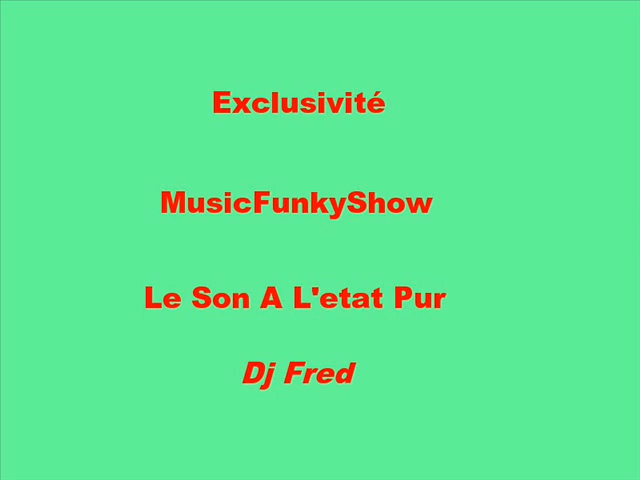 Exclusivité
MusicFunkyShow
Le Son A L'etat Pur
Dj Fred